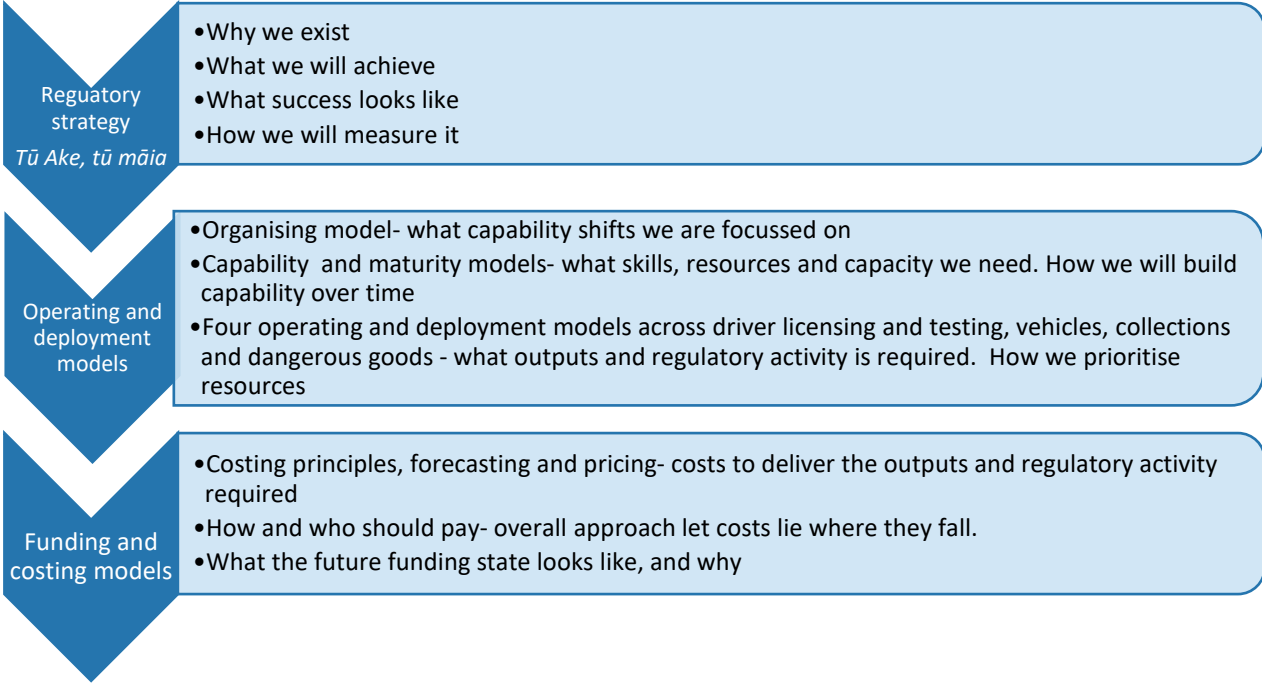 Reguatory
strategy
Tū Ake, tū māia
•Why we exist
•What we will achieve
•What success looks like
•How we will measure it
Operating and
deployment
models
•Organising model- what capability shifts we are focussed on
•Capability and maturity models- what skills, resources and capacity we need. How we will build
capability over time
•Four operating and deployment models across driver licensing and testing, vehicles, collections
and dangerous goods - what outputs and regulatory activity is required. How we prioritise
resources
Funding and
costing models
•Costing principles, forecasting and pricing- costs to deliver the outputs and regulatory activity
required
•How and who should pay- overall approach let costs lie where they fall.
•What the future funding state looks like, and why